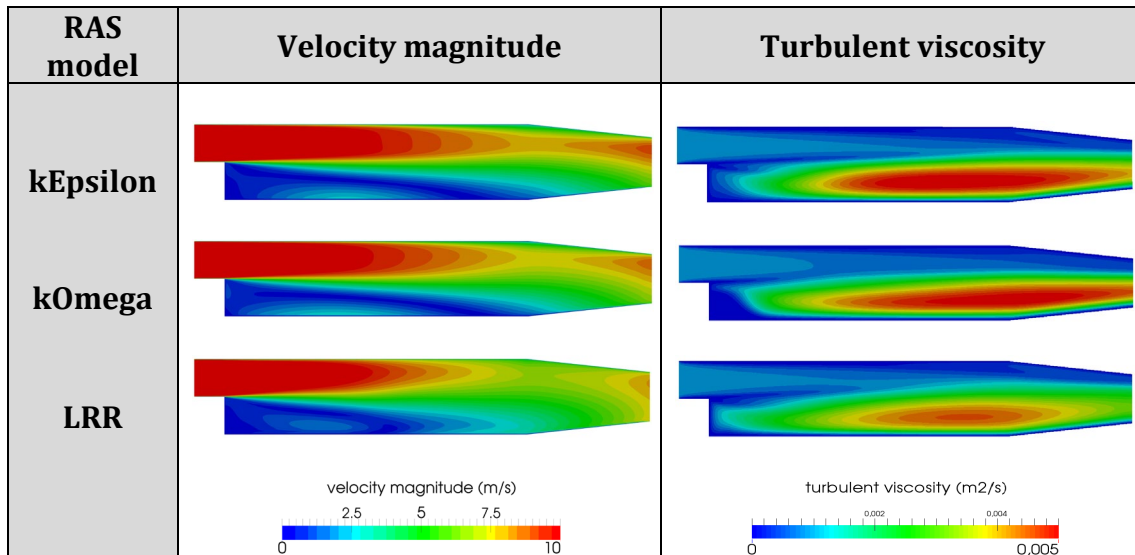 RAS
model
Velocity magnitude
Turbulent viscosity
kEpsilon
kOmega
LRR
velocity magnitude (m/s)
2.5 5 7.5
0 10
turbulent viscosity (m2/s)
0,002 0,004
0 0.005